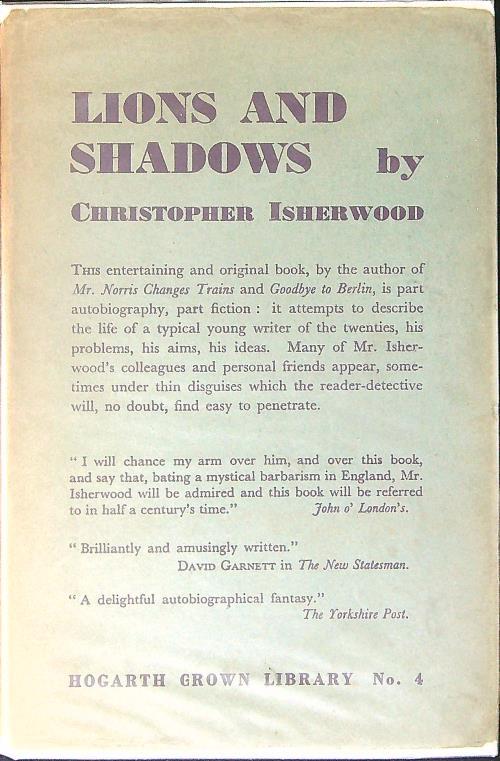 LIONS AND
SHADOWS by
CHRISTOPHER ISHERWOOD
THIS entertaining and original book, by the author of
Mr. Norris Changes Trains and Goodbye to Berlin, is part
autobiography, part fiction : it attempts to describe
the life of a typical young writer of the twenties, his
problems, his aims, his ideas. Many of Mr. Isher-
wood's colleagues and personal friends appear, some-
times under thin disguises which the reader-detective
will, no doubt, find easy to penetrate.
" I will chance my arm over him, and over this book,
and say that, bating a mystical barbarism in England, Mr.
Isherwood will be admired and this book will be referred
to in half a century's time." John o' London's.
" Brilliantly and amusingly written."
DAVID GARNETT in The New Statesman.
" A delightful autobiographical fantasy."
The Yorkshire Post.
HOGARTH CROWN LIBRARY No. 4